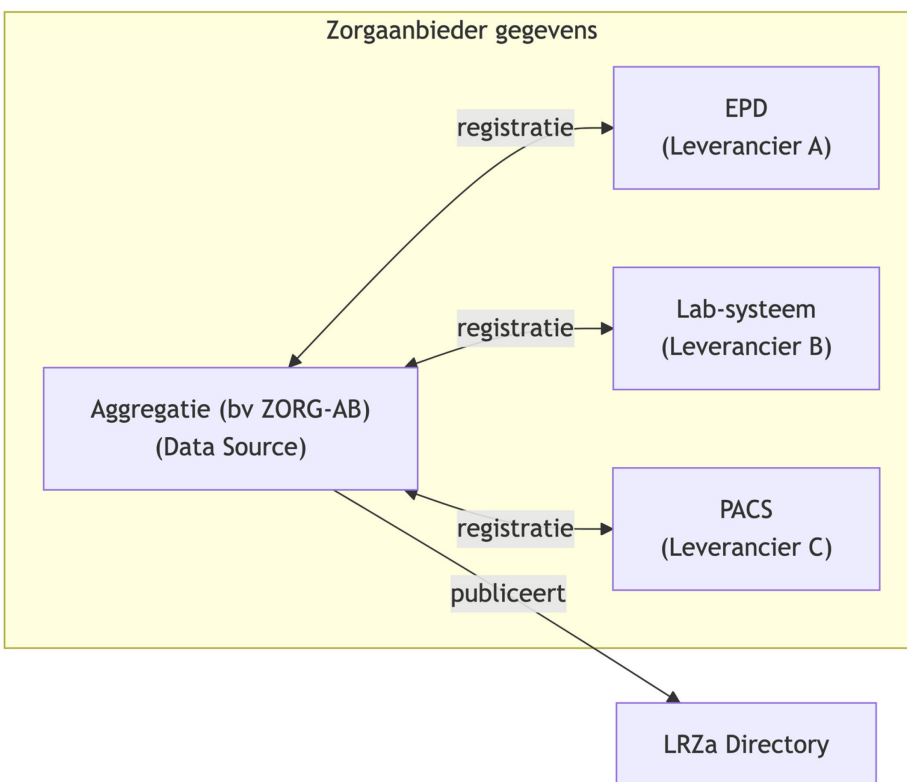 Zorgaanbieder gegevens
EPD
(Leverancier A)
registratie
Lab-systeem
(Leverancier B)
registratie
Aggregatie (bv ZORG-AB)
(Data Source)
PACS
(Leverancier C)
registratie
publiceert
LRZa Directory